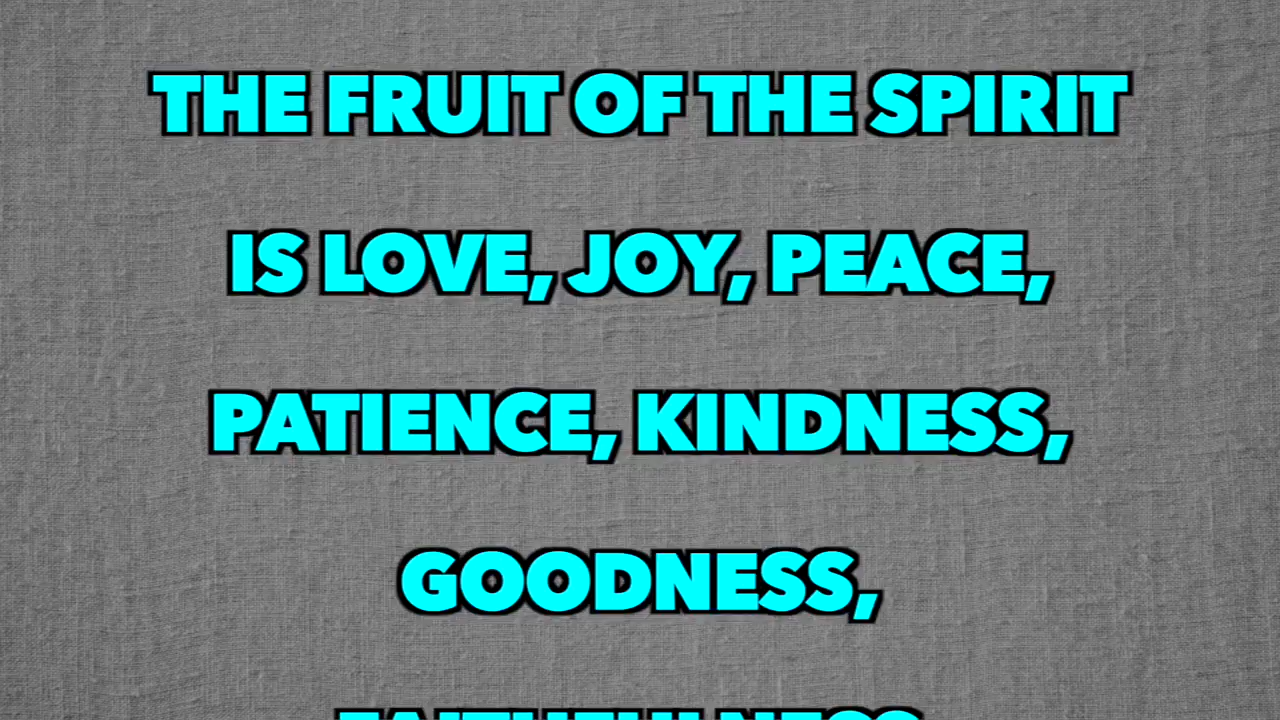 THE FRUIT OF THE SPIRIT
IS LOVE, JOY, PEACE,
PATIENCE, KINDNESS,
GOODNESS,